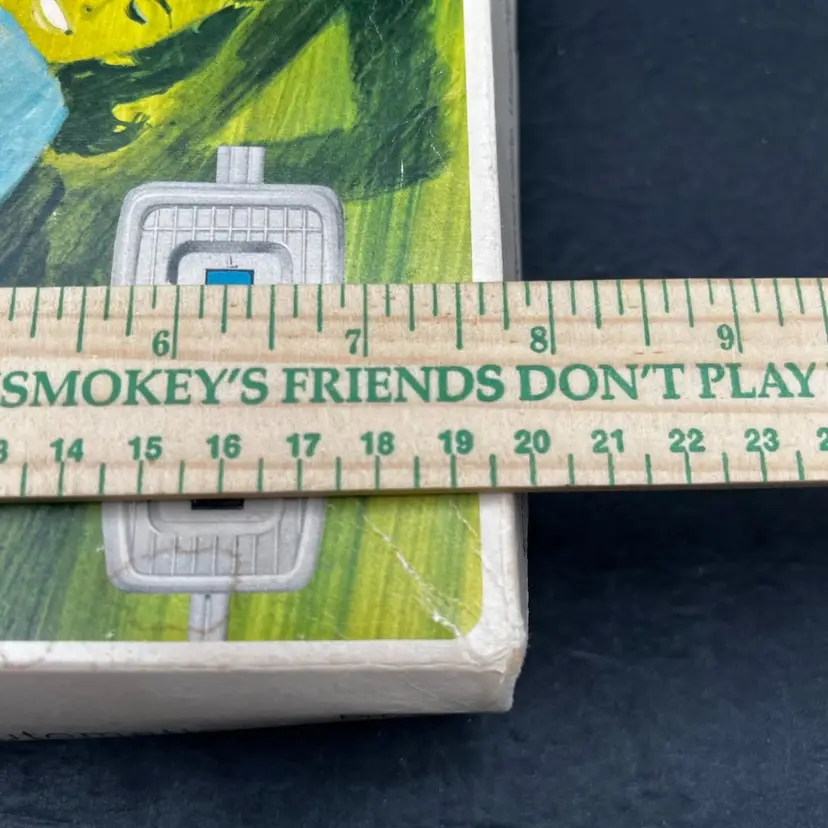 6 7 8 9
SMOKEY'S FRIENDS DON'T PLAY
14 15 16 17 18 19 20 21 22 23